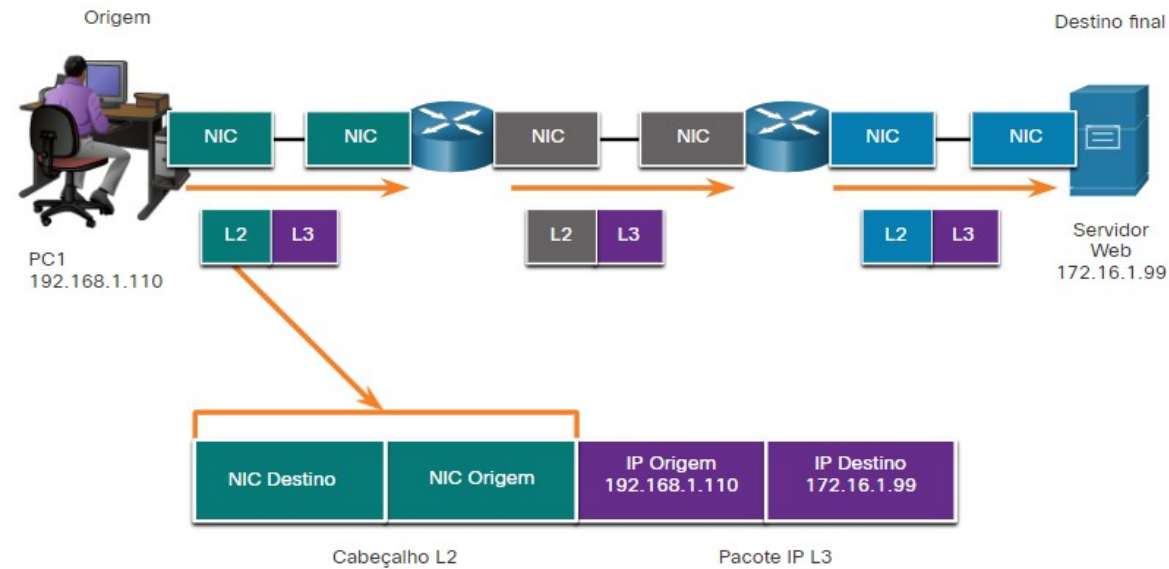 Origem
Destino final
NIC
NIC
NIC
NIC
NIC
NIC
L2 L3
L2 L3
L2 L3
PC1
192.168.1.110
Servidor
Web
172.16.1.99
NIC Destino
NIC Origem
IP Origem
192.168.1.110
IP Destino
172.16.1.99
Cabeçalho L2
Pacote IP L3